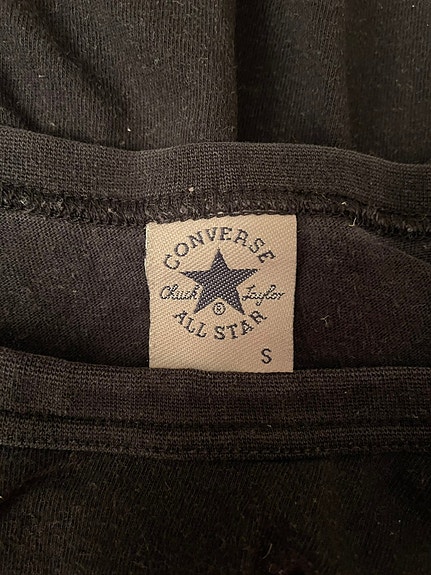 CONVERSE
Chuck Taylor
®
ALL STAR
S